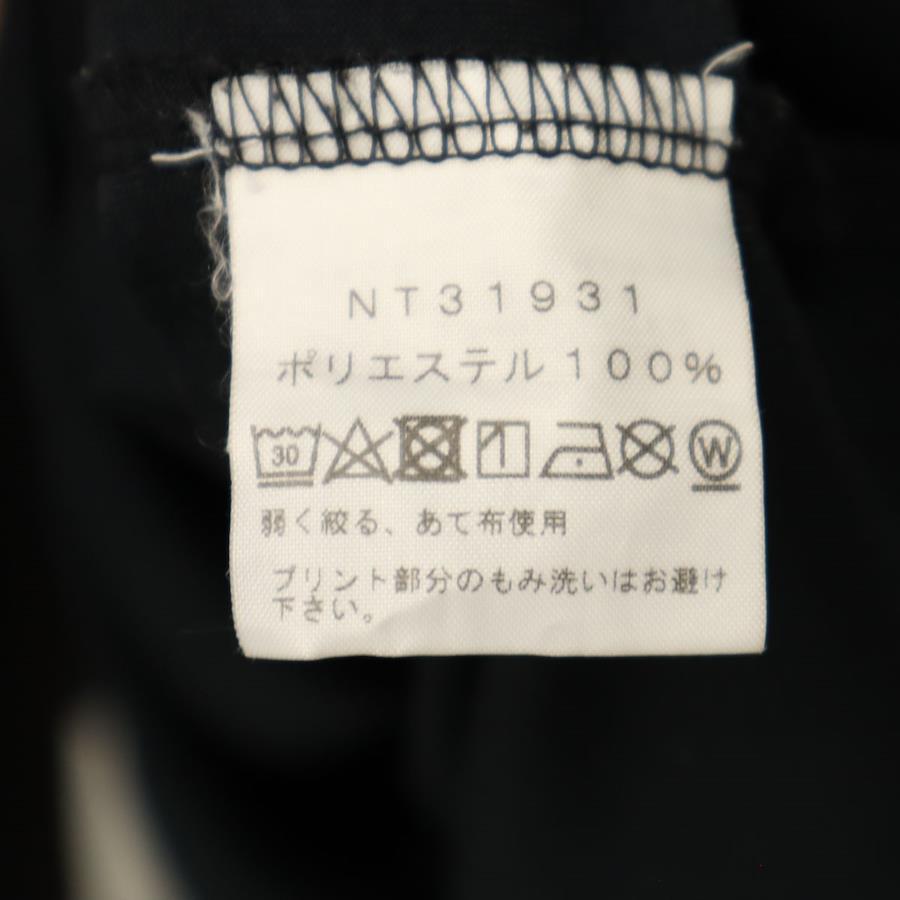 NT31931
ポリエステル100%
30 W
弱く絞る、あて布使用
プリント部分のもみ洗いはお避け
下さい。